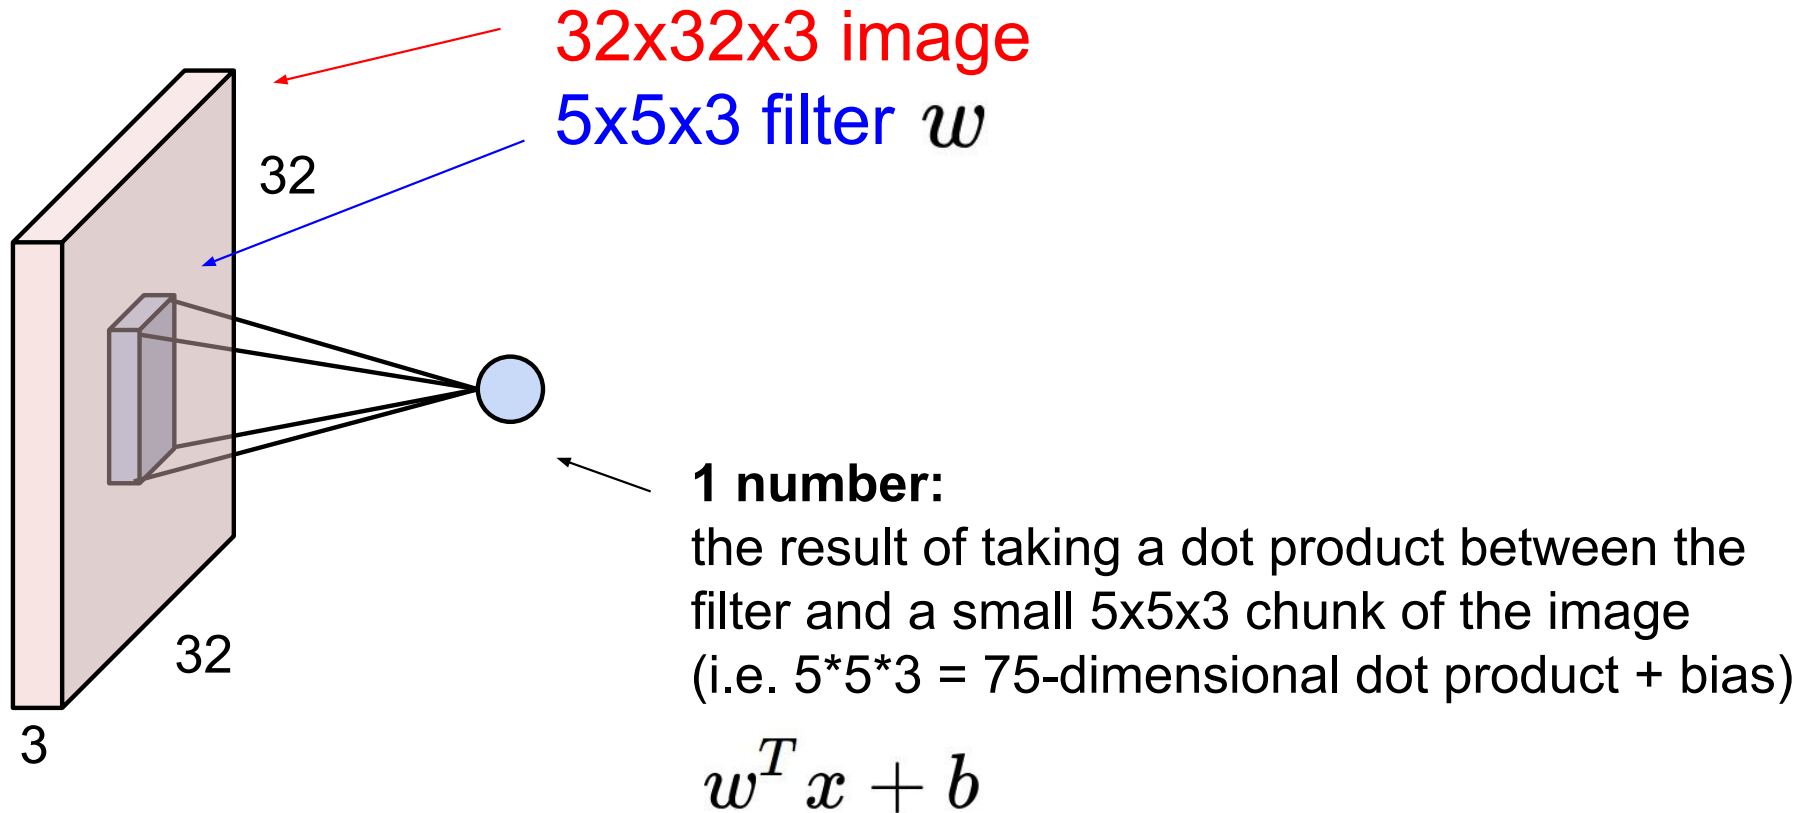 32x32x3 image
5x5x3 filter w
32
32
3
1 number:
the result of taking a dot product between the
filter and a small 5x5x3 chunk of the image
(i.e. 5*5*3 = 75-dimensional dot product + bias)
w^T x + b